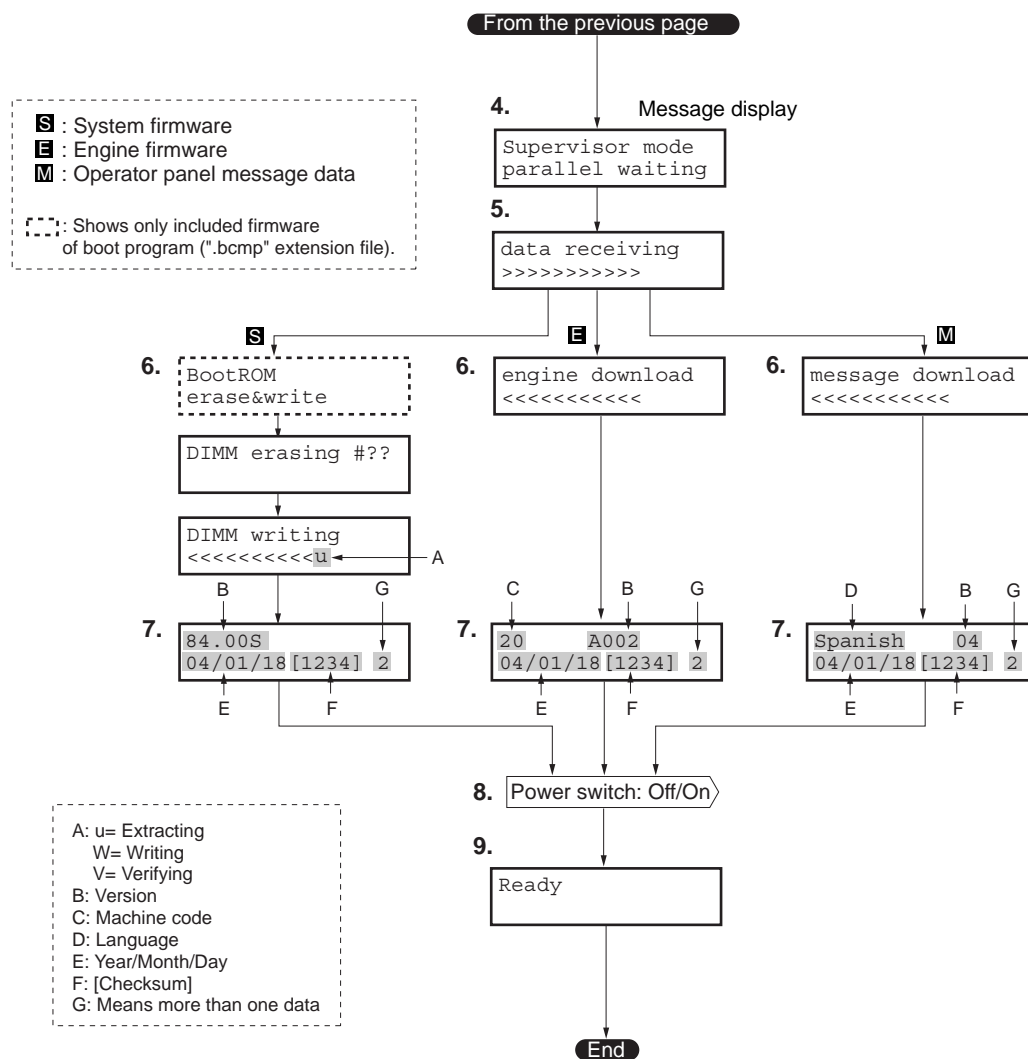 From the previous page
S : System firmware
E : Engine firmware
M : Operator panel message data
: Shows only included firmware
of boot program (".bcmp" extension file).
4.
Message display
Supervisor mode
parallel waiting
5.
data receiving
>>>>>>>>>>>
S
E
M
6.
BootROM
erase&write
6.
engine download
<<<<<<<<<<<
6.
message download
<<<<<<<<<<<
DIMM erasing #??
DIMM writing
<<<<<<<<<<u
A
B
G
C
B
G
D
B
G
7.
84.00S
04/01/18 [1234] 2
7.
20 A002
04/01/18 [1234] 2
7.
Spanish 04
04/01/18 [1234] 2
E
F
E
F
E
F
8.
Power switch: Off/On
9.
Ready
A: u= Extracting
W= Writing
V= Verifying
B: Version
C: Machine code
D: Language
E: Year/Month/Day
F: [Checksum]
G: Means more than one data
End